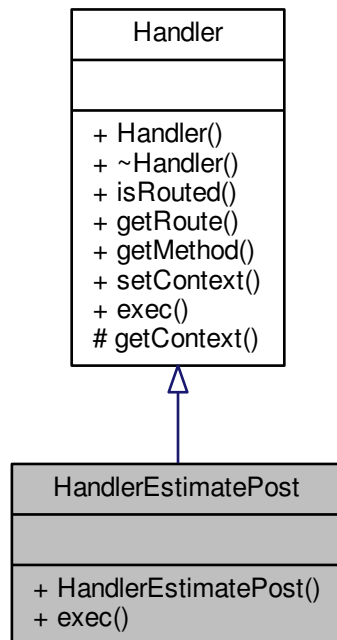 Handler
+ Handler()
+ ~Handler()
+ isRouted()
+ getRoute()
+ getMethod()
+ setContext()
+ exec()
# getContext()
HandlerEstimatePost
+ HandlerEstimatePost()
+ exec()